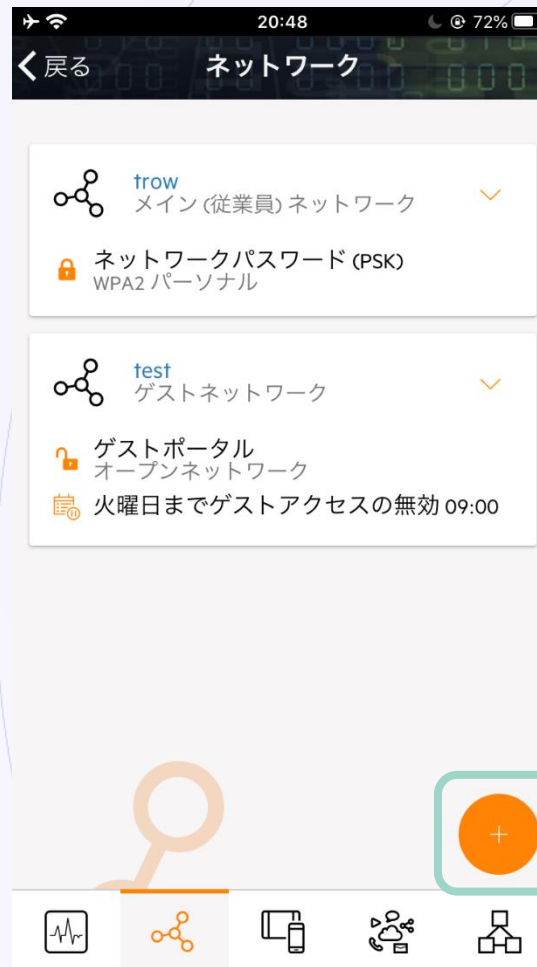 20:48
72%
戻る
ネットワーク
trow
メイン (従業員) ネットワーク
ネットワークパスワード (PSK)
WPA2 パーソナル
test
ゲストネットワーク
ゲストポータル
オープンネットワーク
火曜日までゲストアクセスの無効 09:00